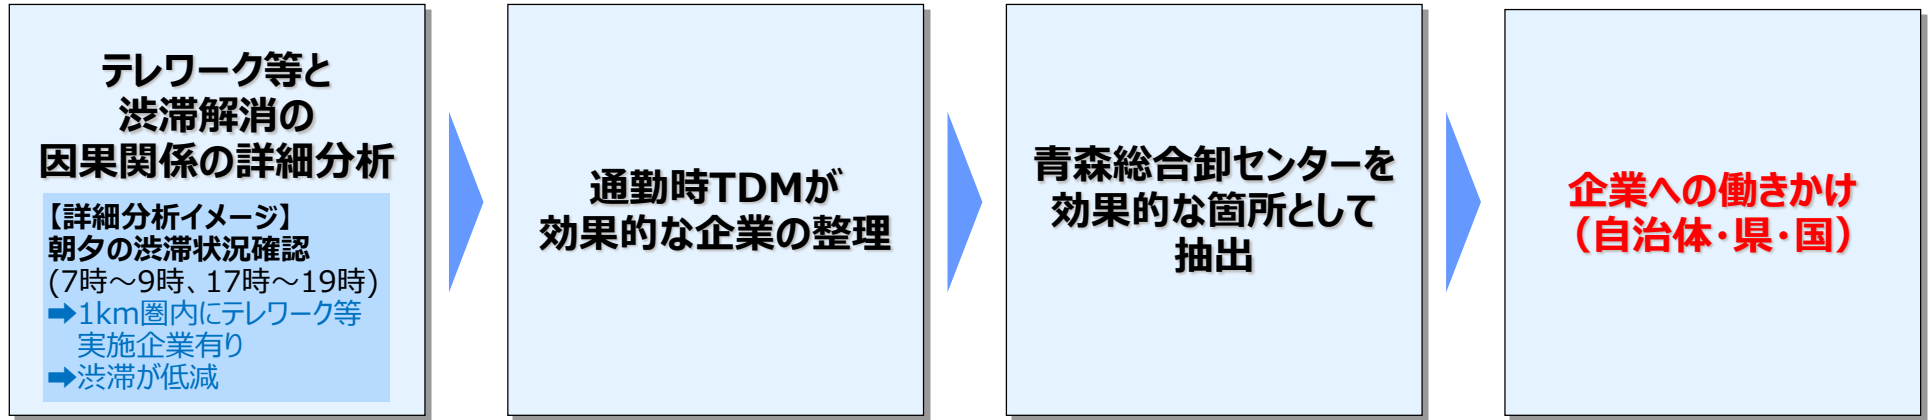 テレワーク等と
渋滞解消の
因果関係の詳細分析
【詳細分析イメージ】
朝夕の渋滞状況確認
(7時～9時、17時～19時)
➡1km圏内にテレワーク等
実施企業有り
➡渋滞が低減
通勤時TDMが
効果的な企業の整理
青森総合卸センターを
効果的な箇所として
抽出
企業への働きかけ
（自治体・県・国）